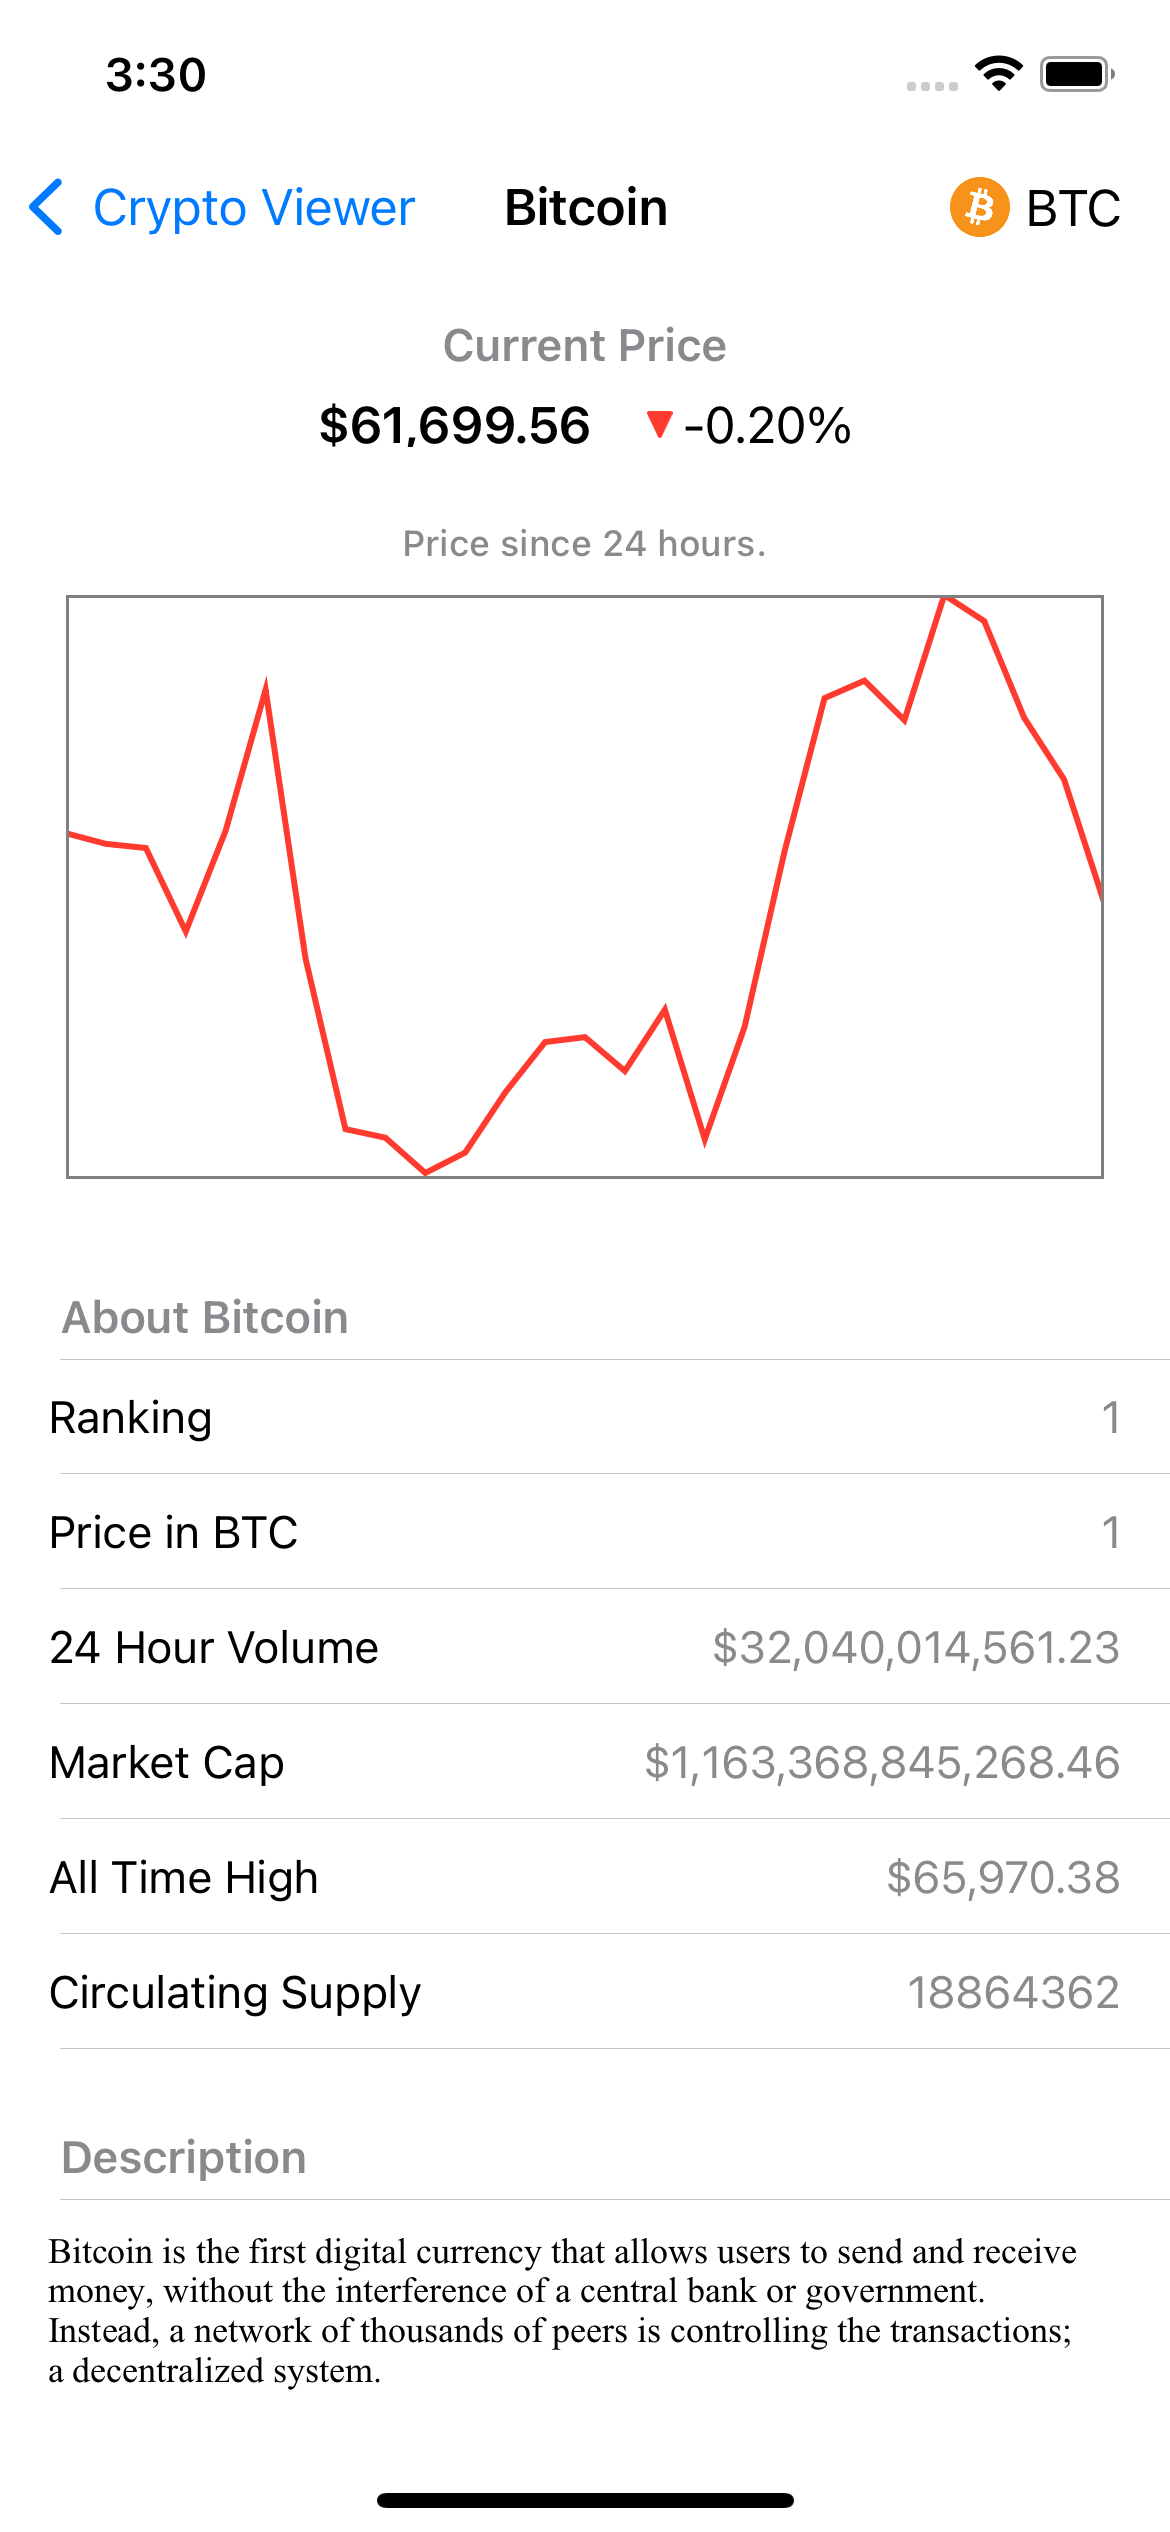 3:30
Crypto Viewer Bitcoin BTC
Current Price
$61,699.56 -0.20%
Price since 24 hours.
About Bitcoin
Ranking 1
Price in BTC 1
24 Hour Volume $32,040,014,561.23
Market Cap $1,163,368,845,268.46
All Time High $65,970.38
Circulating Supply 18864362
Description
Bitcoin is the first digital currency that allows users to send and receive
money, without the interference of a central bank or government.
Instead, a network of thousands of peers is controlling the transactions;
a decentralized system.